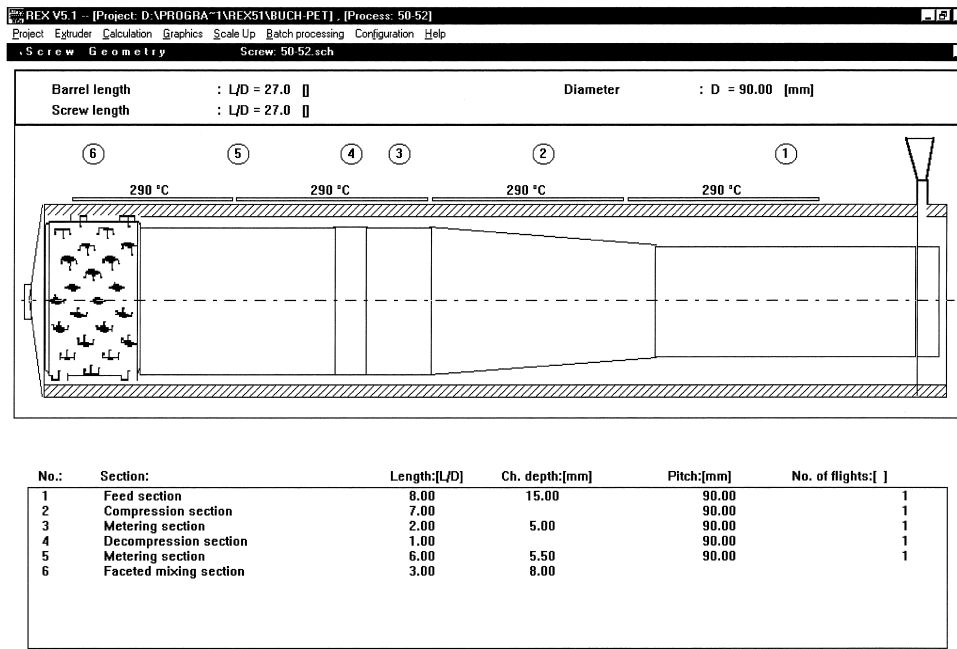 REX V5.1 -- [Project: D:\PROGRA~1\REX51\BUCH-PET] , [Process: 50-52]
Project Extruder Calculation Graphics Scale Up Batch processing Configuration Help
Screw Geometry Screw: 50-52.sch
Barrel length : L/D = 27.0 [] Diameter : D = 90.00 [mm]
Screw length : L/D = 27.0 []
6 5 4 3 2 1
290 °C 290 °C 290 °C 290 °C
No.: Section: Length:[L/D] Ch. depth:[mm] Pitch:[mm] No. of flights:[ ]
1 Feed section 8.00 15.00 90.00 1
2 Compression section 7.00 90.00 1
3 Metering section 2.00 5.00 90.00 1
4 Decompression section 1.00 90.00 1
5 Metering section 6.00 5.50 90.00 1
6 Faceted mixing section 3.00 8.00